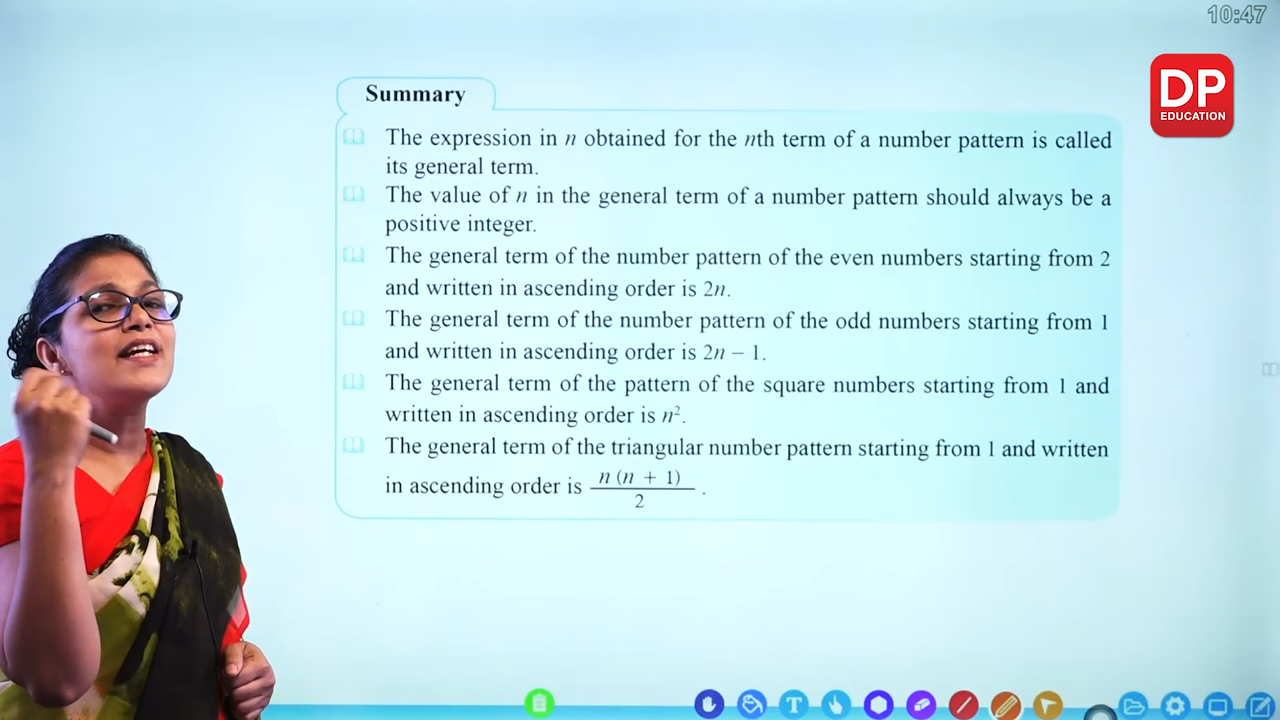 10:47
DP
EDUCATION
Summary
The expression in n obtained for the nth term of a number pattern is called
its general term.
The value of n in the general term of a number pattern should always be a
positive integer.
The general term of the number pattern of the even numbers starting from 2
and written in ascending order is 2n.
The general term of the number pattern of the odd numbers starting from 1
and written in ascending order is 2n – 1.
The general term of the pattern of the square numbers starting from 1 and
written in ascending order is n².
The general term of the triangular number pattern starting from 1 and written
in ascending order is n (n + 1) / 2 .
T